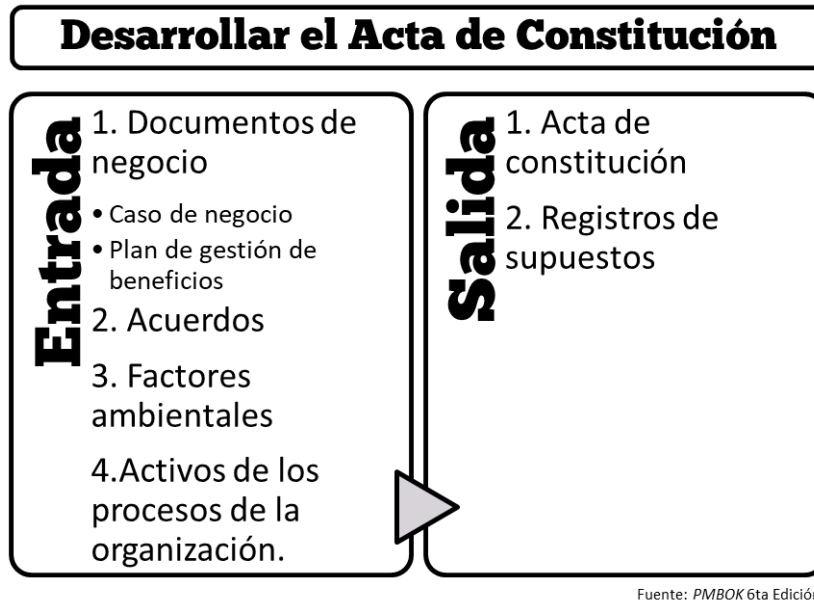 Desarrollar el Acta de Constitución
Entrada
1. Documentos de
negocio
• Caso de negocio
• Plan de gestión de
beneficios
2. Acuerdos
3. Factores
ambientales
4.Activos de los
procesos de la
organización.
Salida
1. Acta de
constitución
2. Registros de
supuestos
Fuente: PMBOK 6ta Edición